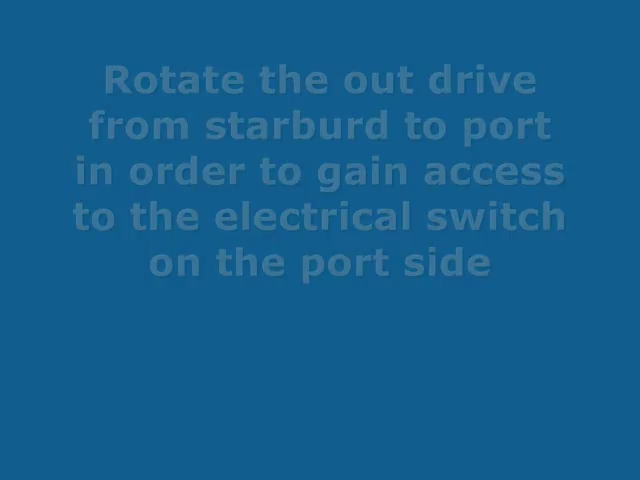 Rotate the out drive
from starburd to port
in order to gain access
to the electrical switch
on the port side